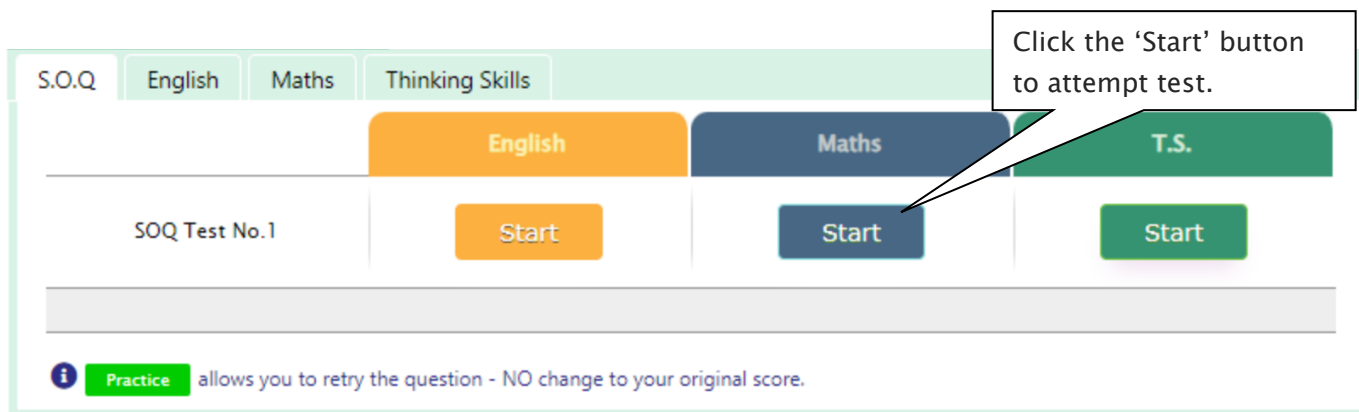 Click the ‘Start’ button
to attempt test.
S.O.Q English Maths Thinking Skills
English Maths T.S.
SOQ Test No.1 Start Start Start
Practice allows you to retry the question - NO change to your original score.